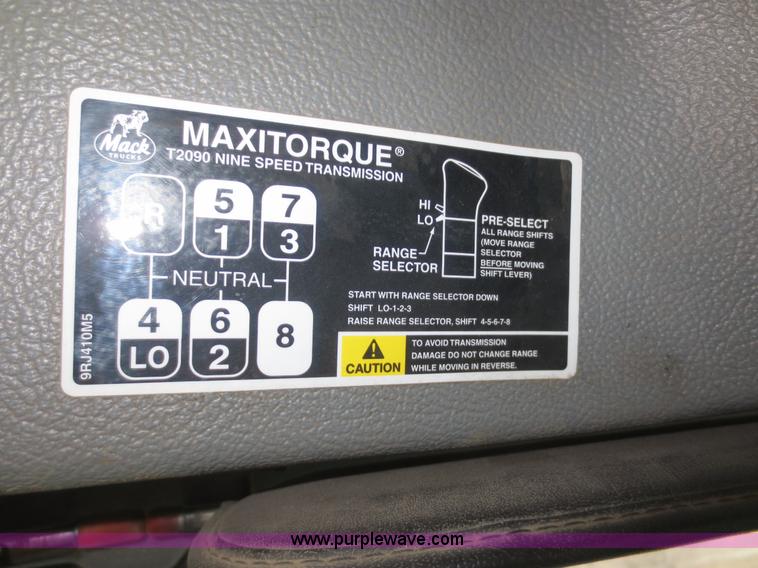 Mack
TRUCKS
MAXITORQUE®
T2090 NINE SPEED TRANSMISSION
R 5 7
1 3
NEUTRAL
4 6 8
LO 2
HI
LO
RANGE
SELECTOR
PRE-SELECT
ALL RANGE SHIFTS
(MOVE RANGE
SELECTOR
BEFORE MOVING
SHIFT LEVER)
START WITH RANGE SELECTOR DOWN
SHIFT LO-1-2-3
RAISE RANGE SELECTOR, SHIFT 4-5-6-7-8
CAUTION
TO AVOID TRANSMISSION
DAMAGE DO NOT CHANGE RANGE
WHILE MOVING IN REVERSE.
9RJ410M5
www.purplewave.com